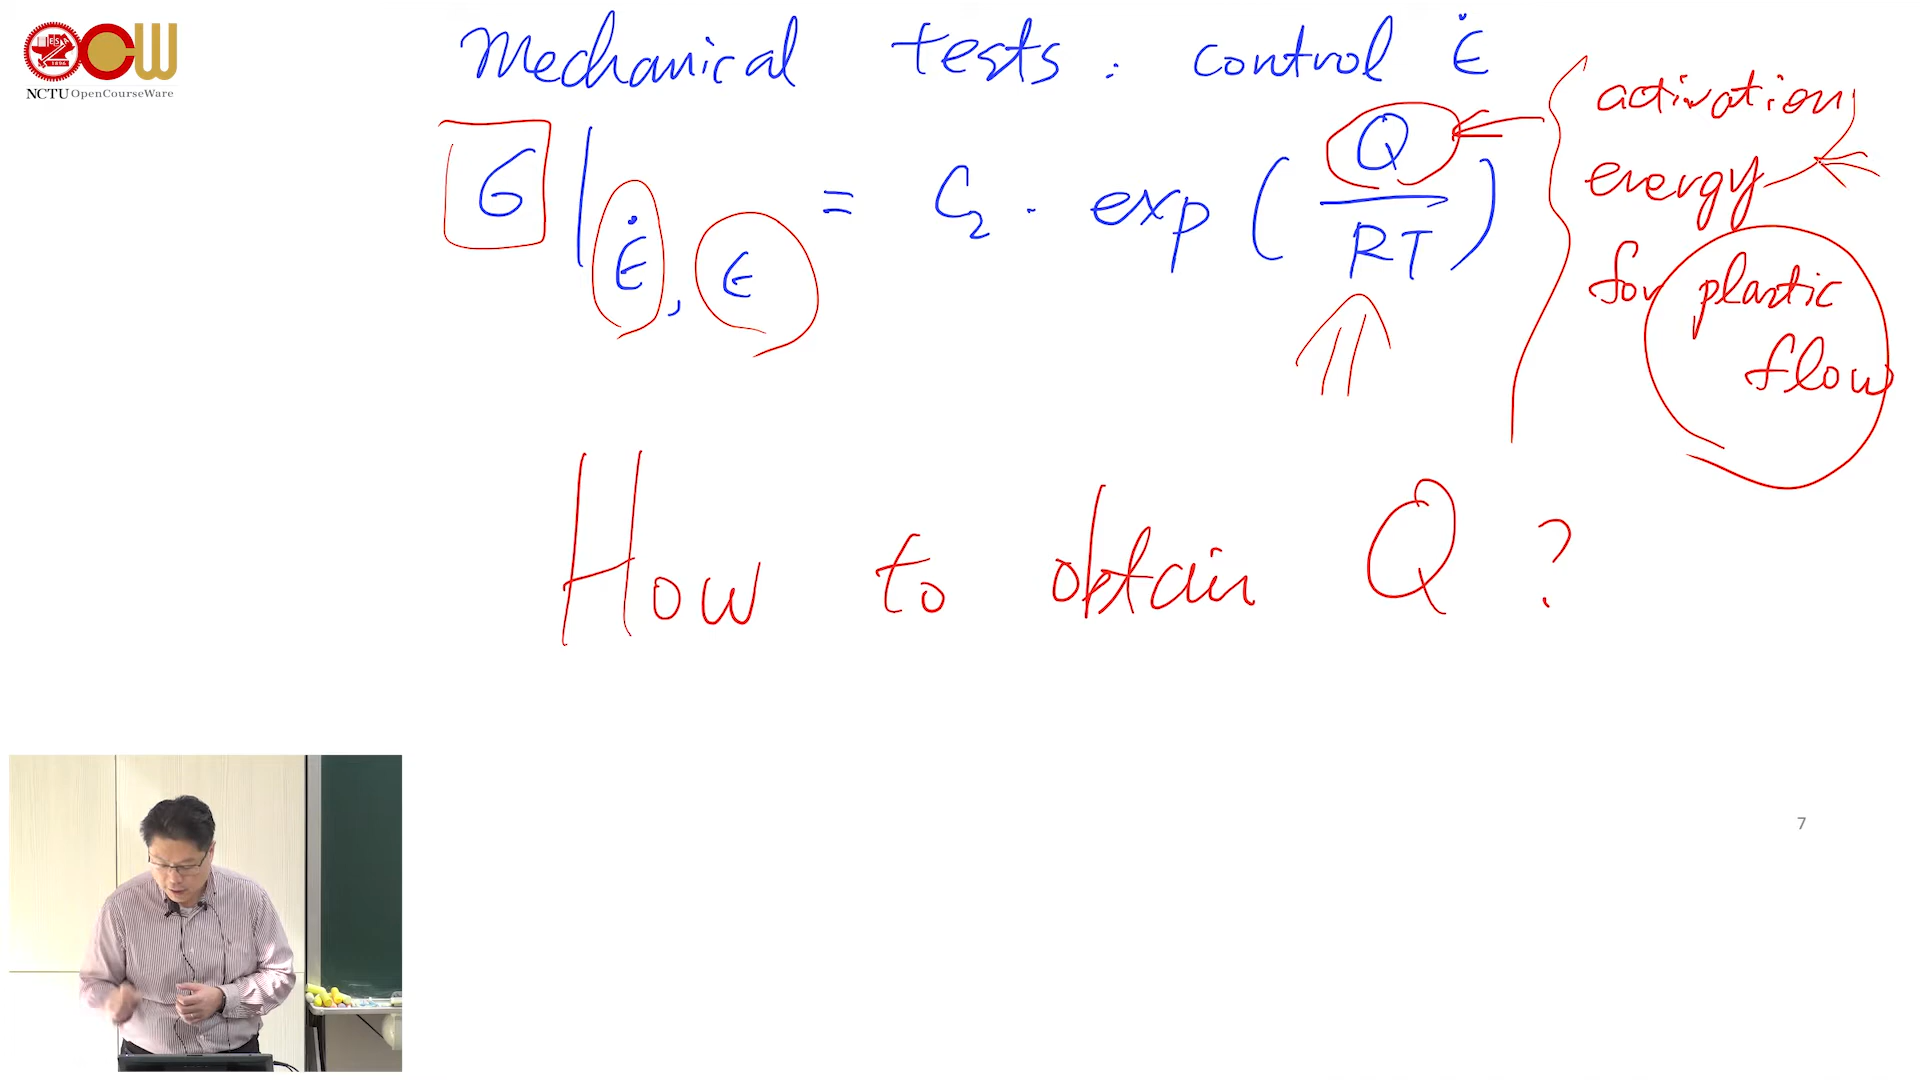 NCTU OpenCourseWare
Mechanical tests : control ε̇
σ | ε̇, ε = C₂ · exp ( Q / RT )
activation
energy
for plastic
flow
How to obtain Q ?
7